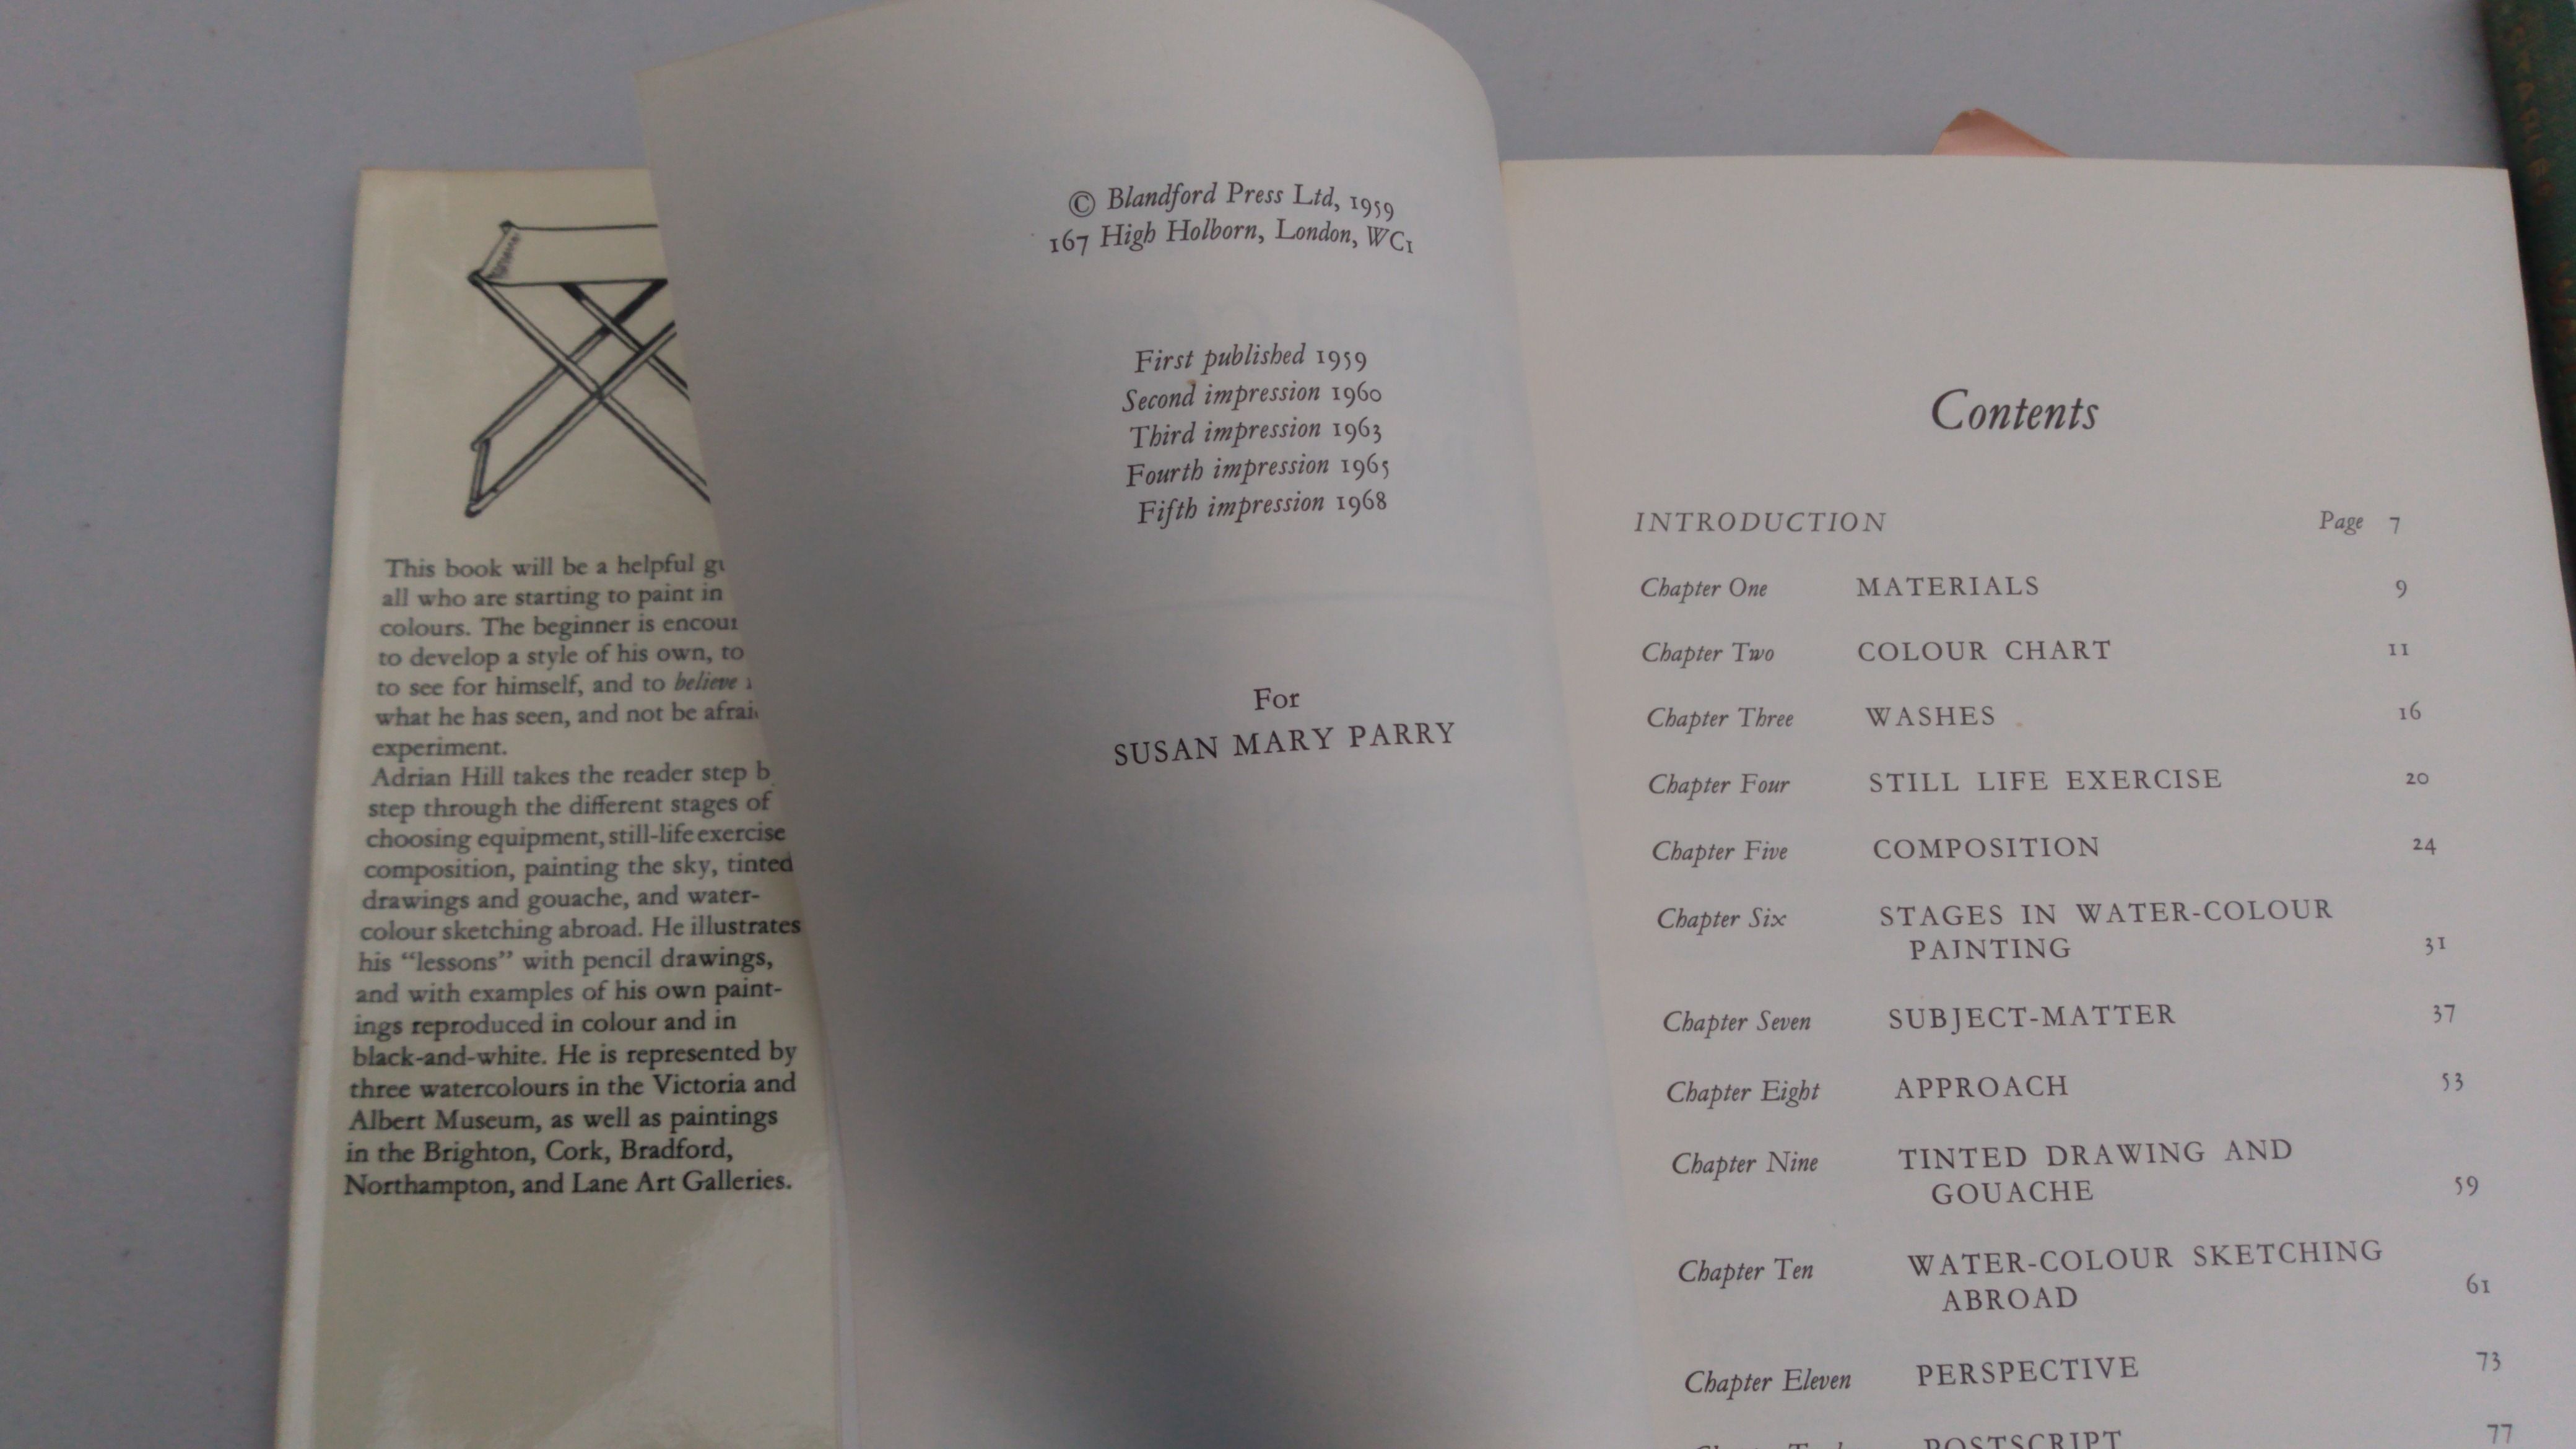 This book will be a helpful
all who are starting to paint in
colours. The beginner is
to develop a style of his own, to
to see for himself, and to believe
what he has seen, and not be
experiment.
Adrian Hill takes the reader step
step through the different stages of
choosing equipment, still-life exercise
composition, painting the sky, tinted
drawings and gouache, and water-
colour sketching abroad. He illustrates
his “lessons” with pencil drawings,
and with examples of his own paint-
ings reproduced in colour and in
black-and-white. He is represented by
three watercolours in the Victoria and
Albert Museum, as well as paintings
in the Brighton, Cork, Bradford,
Northampton, and Lane Art Galleries.
© Blandford Press Ltd, 1959
167 High Holborn, London, WC1
First published 1959
Second impression 1960
Third impression 1963
Fourth impression 1965
Fifth impression 1968
For
SUSAN MARY PARRY
Contents
INTRODUCTION Page 7
Chapter One MATERIALS 9
Chapter Two COLOUR CHART 11
Chapter Three WASHES 16
Chapter Four STILL LIFE EXERCISE 20
Chapter Five COMPOSITION 24
Chapter Six STAGES IN WATER-COLOUR
PAINTING 31
Chapter Seven SUBJECT-MATTER 37
Chapter Eight APPROACH 53
Chapter Nine TINTED DRAWING AND
GOUACHE 59
Chapter Ten WATER-COLOUR SKETCHING
ABROAD 61
Chapter Eleven PERSPECTIVE 73
POSTSCRIPT 77